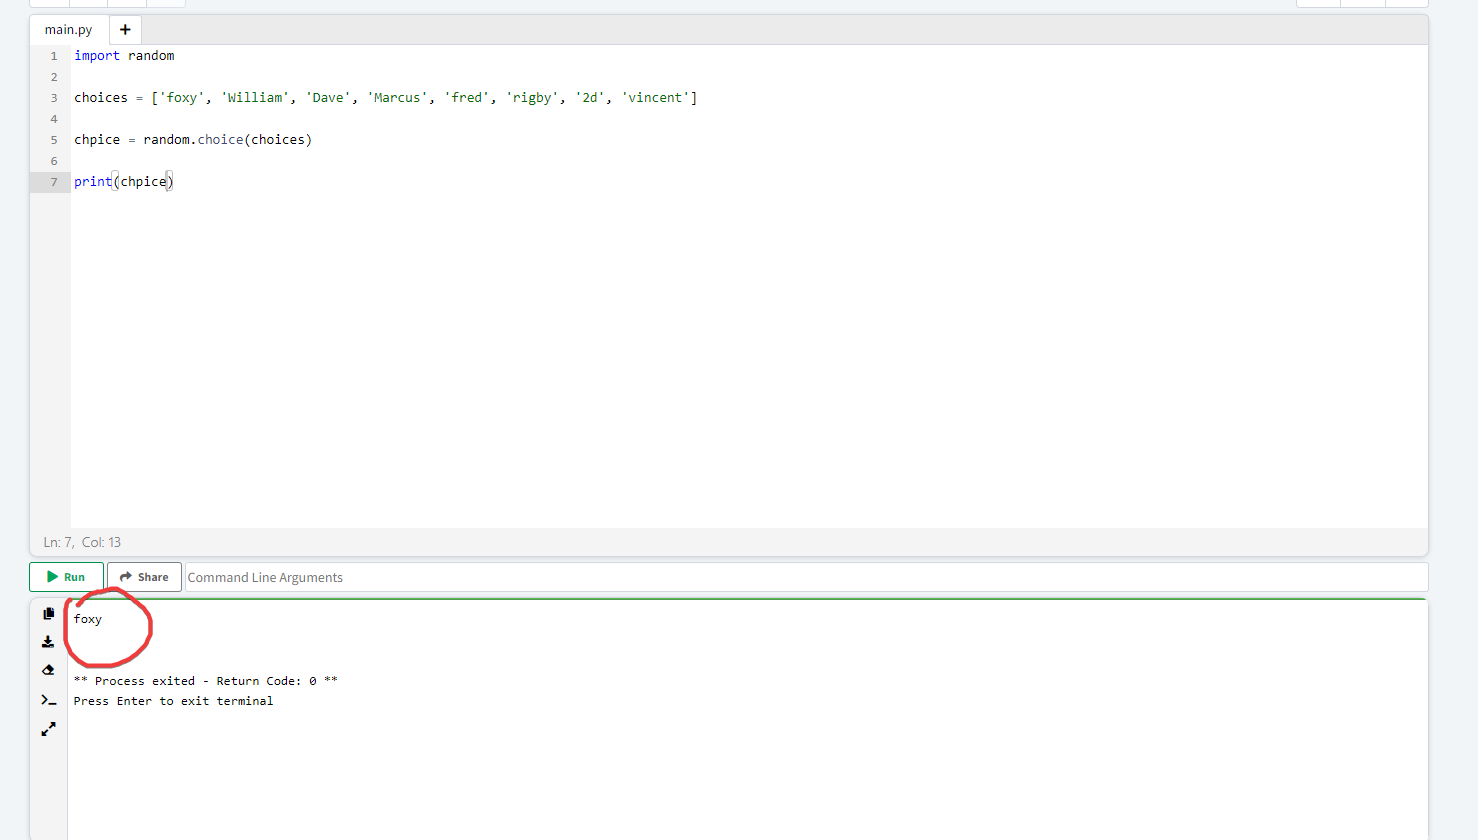 main.py +
1 import random
2
3 choices = ['foxy', 'William', 'Dave', 'Marcus', 'fred', 'rigby', '2d', 'vincent']
4
5 chpice = random.choice(choices)
6
7 print(chpice)
Ln: 7, Col: 13
Run Share Command Line Arguments
foxy
** Process exited - Return Code: 0 **
Press Enter to exit terminal